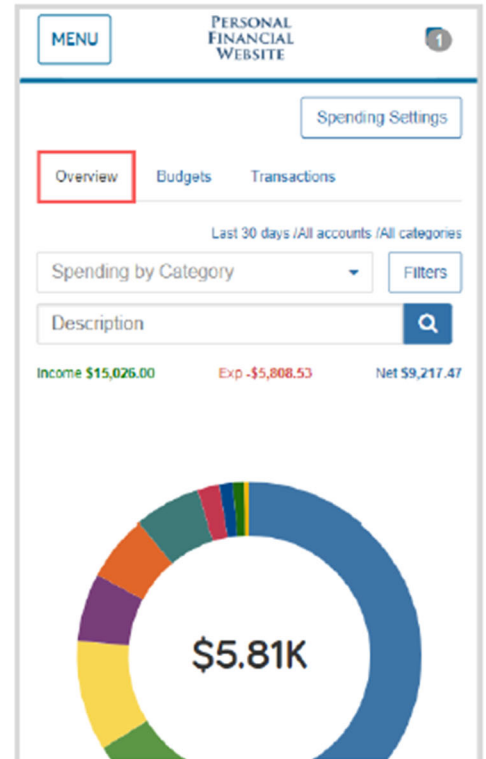 MENU
PERSONAL
FINANCIAL
WEBSITE
1
Spending Settings
Overview Budgets Transactions
Last 30 days /All accounts /All categories
Spending by Category Filters
Description
Income $15,026.00 Exp -$5,808.53 Net $9,217.47
$5.81K